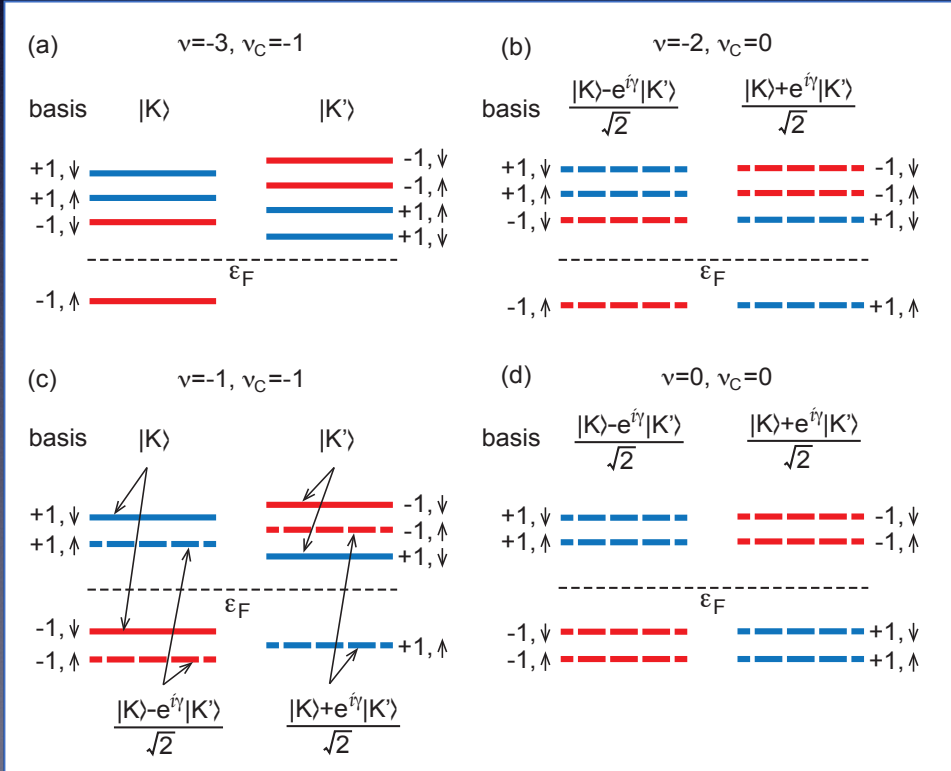 (a) ν=-3, νC=-1
basis |K⟩ |K'⟩
+1,↓
+1,↑
-1,↓
-1,↓
-1,↑
+1,↑
+1,↓
εF
-1,↑
(b) ν=-2, νC=0
basis |K⟩-e^iγ|K'⟩/√2 |K⟩+e^iγ|K'⟩/√2
+1,↓ -1,↓
+1,↑ -1,↑
-1,↓ +1,↓
εF
-1,↑ +1,↑
(c) ν=-1, νC=-1
basis |K⟩ |K'⟩
+1,↓ -1,↓
+1,↑ -1,↑
+1,↓
εF
-1,↓
-1,↑ +1,↑
|K⟩-e^iγ|K'⟩/√2 |K⟩+e^iγ|K'⟩/√2
(d) ν=0, νC=0
basis |K⟩-e^iγ|K'⟩/√2 |K⟩+e^iγ|K'⟩/√2
+1,↓ -1,↓
+1,↑ -1,↑
εF
-1,↓ +1,↓
-1,↑ +1,↑